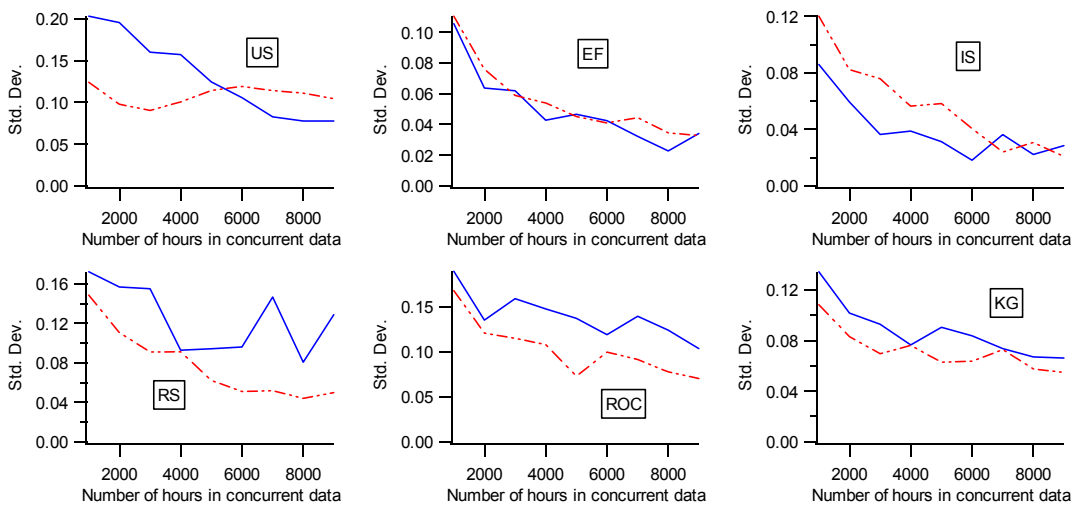 0.20
0.15
0.10
0.05
0.00
Std. Dev.
US
2000 4000 6000 8000
Number of hours in concurrent data
0.10
0.08
0.06
0.04
0.02
0.00
Std. Dev.
EF
2000 4000 6000 8000
Number of hours in concurrent data
0.12
0.08
0.04
0.00
Std. Dev.
IS
2000 4000 6000 8000
Number of hours in concurrent data
0.16
0.12
0.08
0.04
0.00
Std. Dev.
RS
2000 4000 6000 8000
Number of hours in concurrent data
0.15
0.10
0.05
0.00
Std. Dev.
ROC
2000 4000 6000 8000
Number of hours in concurrent data
0.12
0.08
0.04
0.00
Std. Dev.
KG
2000 4000 6000 8000
Number of hours in concurrent data